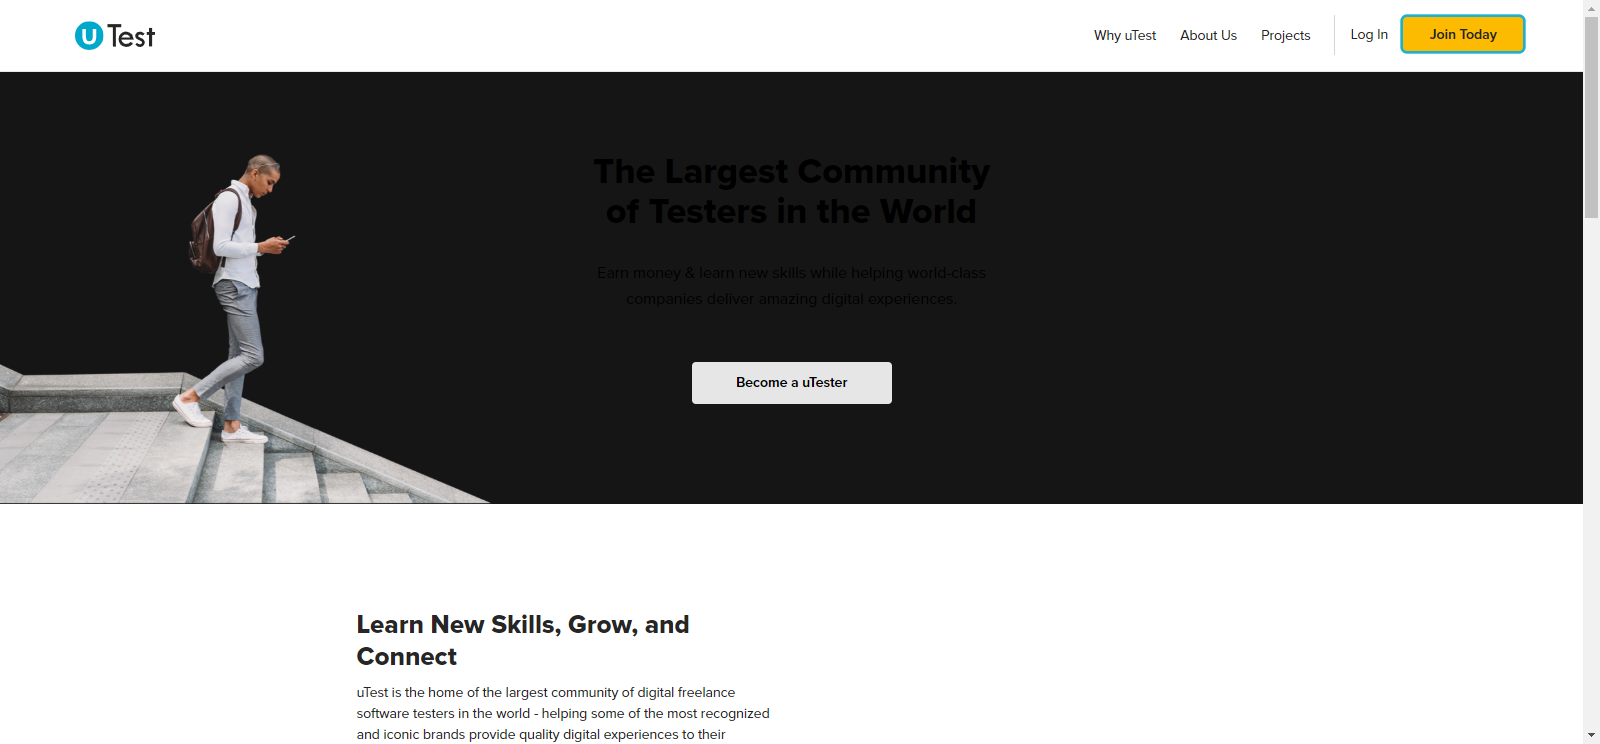 uTest
Why uTest
About Us
Projects
Log In
Join Today
The Largest Community
of Testers in the World
Earn money & learn new skills while helping world-class
companies deliver amazing digital experiences.
Become a uTester
Learn New Skills, Grow, and
Connect
uTest is the home of the largest community of digital freelance
software testers in the world - helping some of the most recognized
and iconic brands provide quality digital experiences to their